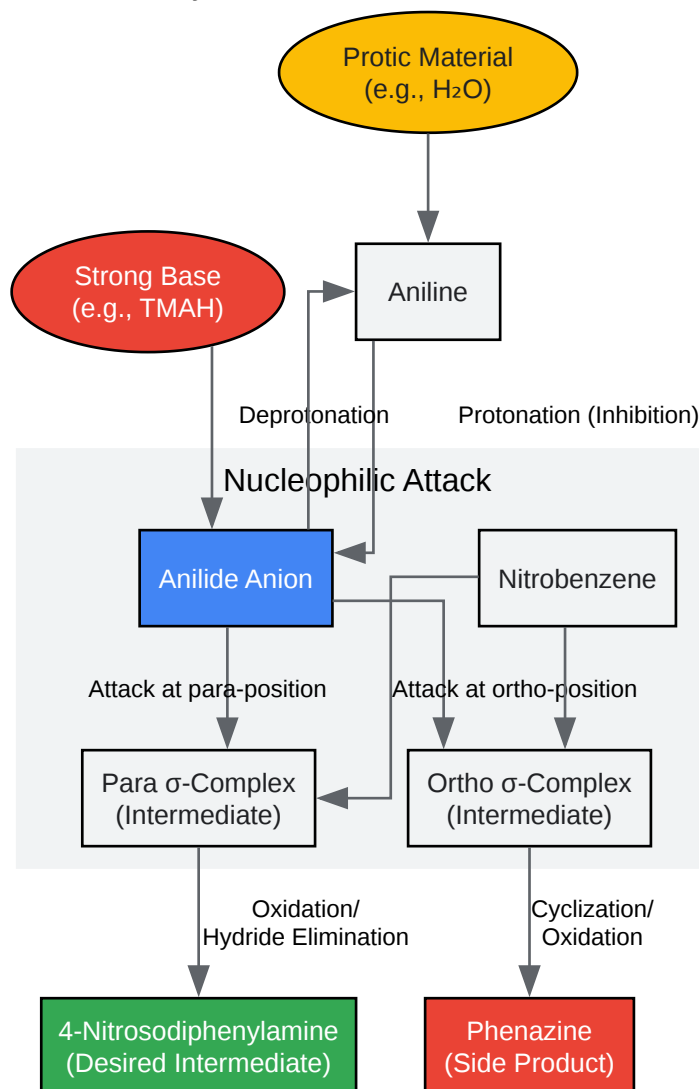 Protic Material
(e.g., H₂O)
Strong Base
(e.g., TMAH)
Aniline
Deprotonation
Protonation (Inhibition)
Nucleophilic Attack
Anilide Anion
Nitrobenzene
Attack at para-position
Attack at ortho-position
Para σ-Complex
(Intermediate)
Ortho σ-Complex
(Intermediate)
Oxidation/
Hydride Elimination
Cyclization/
Oxidation
4-Nitrosodiphenylamine
(Desired Intermediate)
Phenazine
(Side Product)